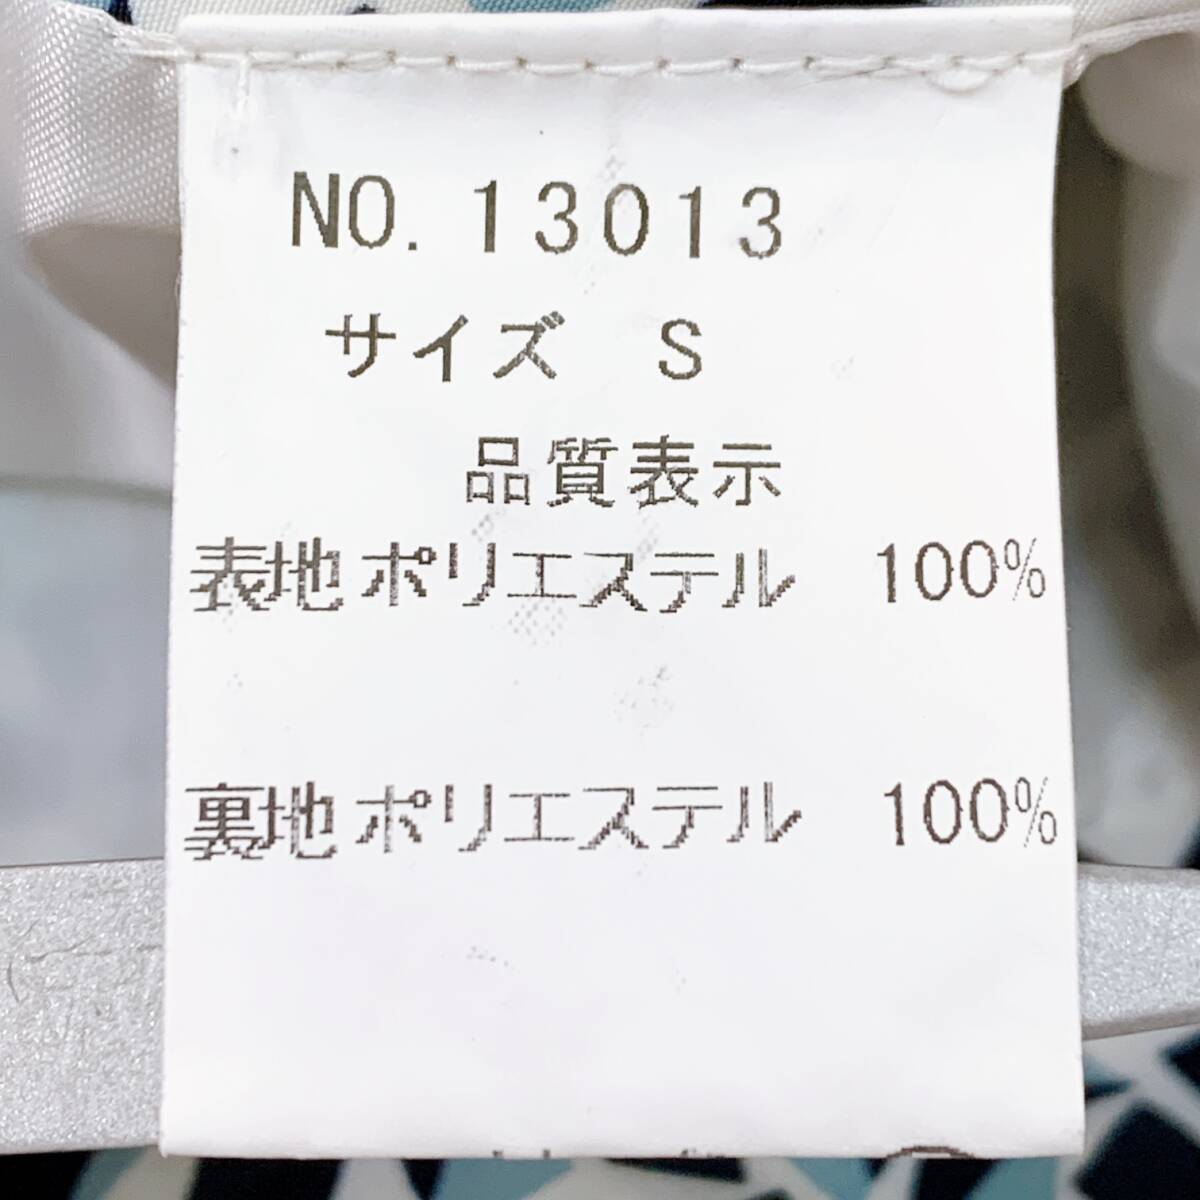 NO. 13013
サイズ S
品質表示
表地 ポリエステル 100%
裏地 ポリエステル 100%